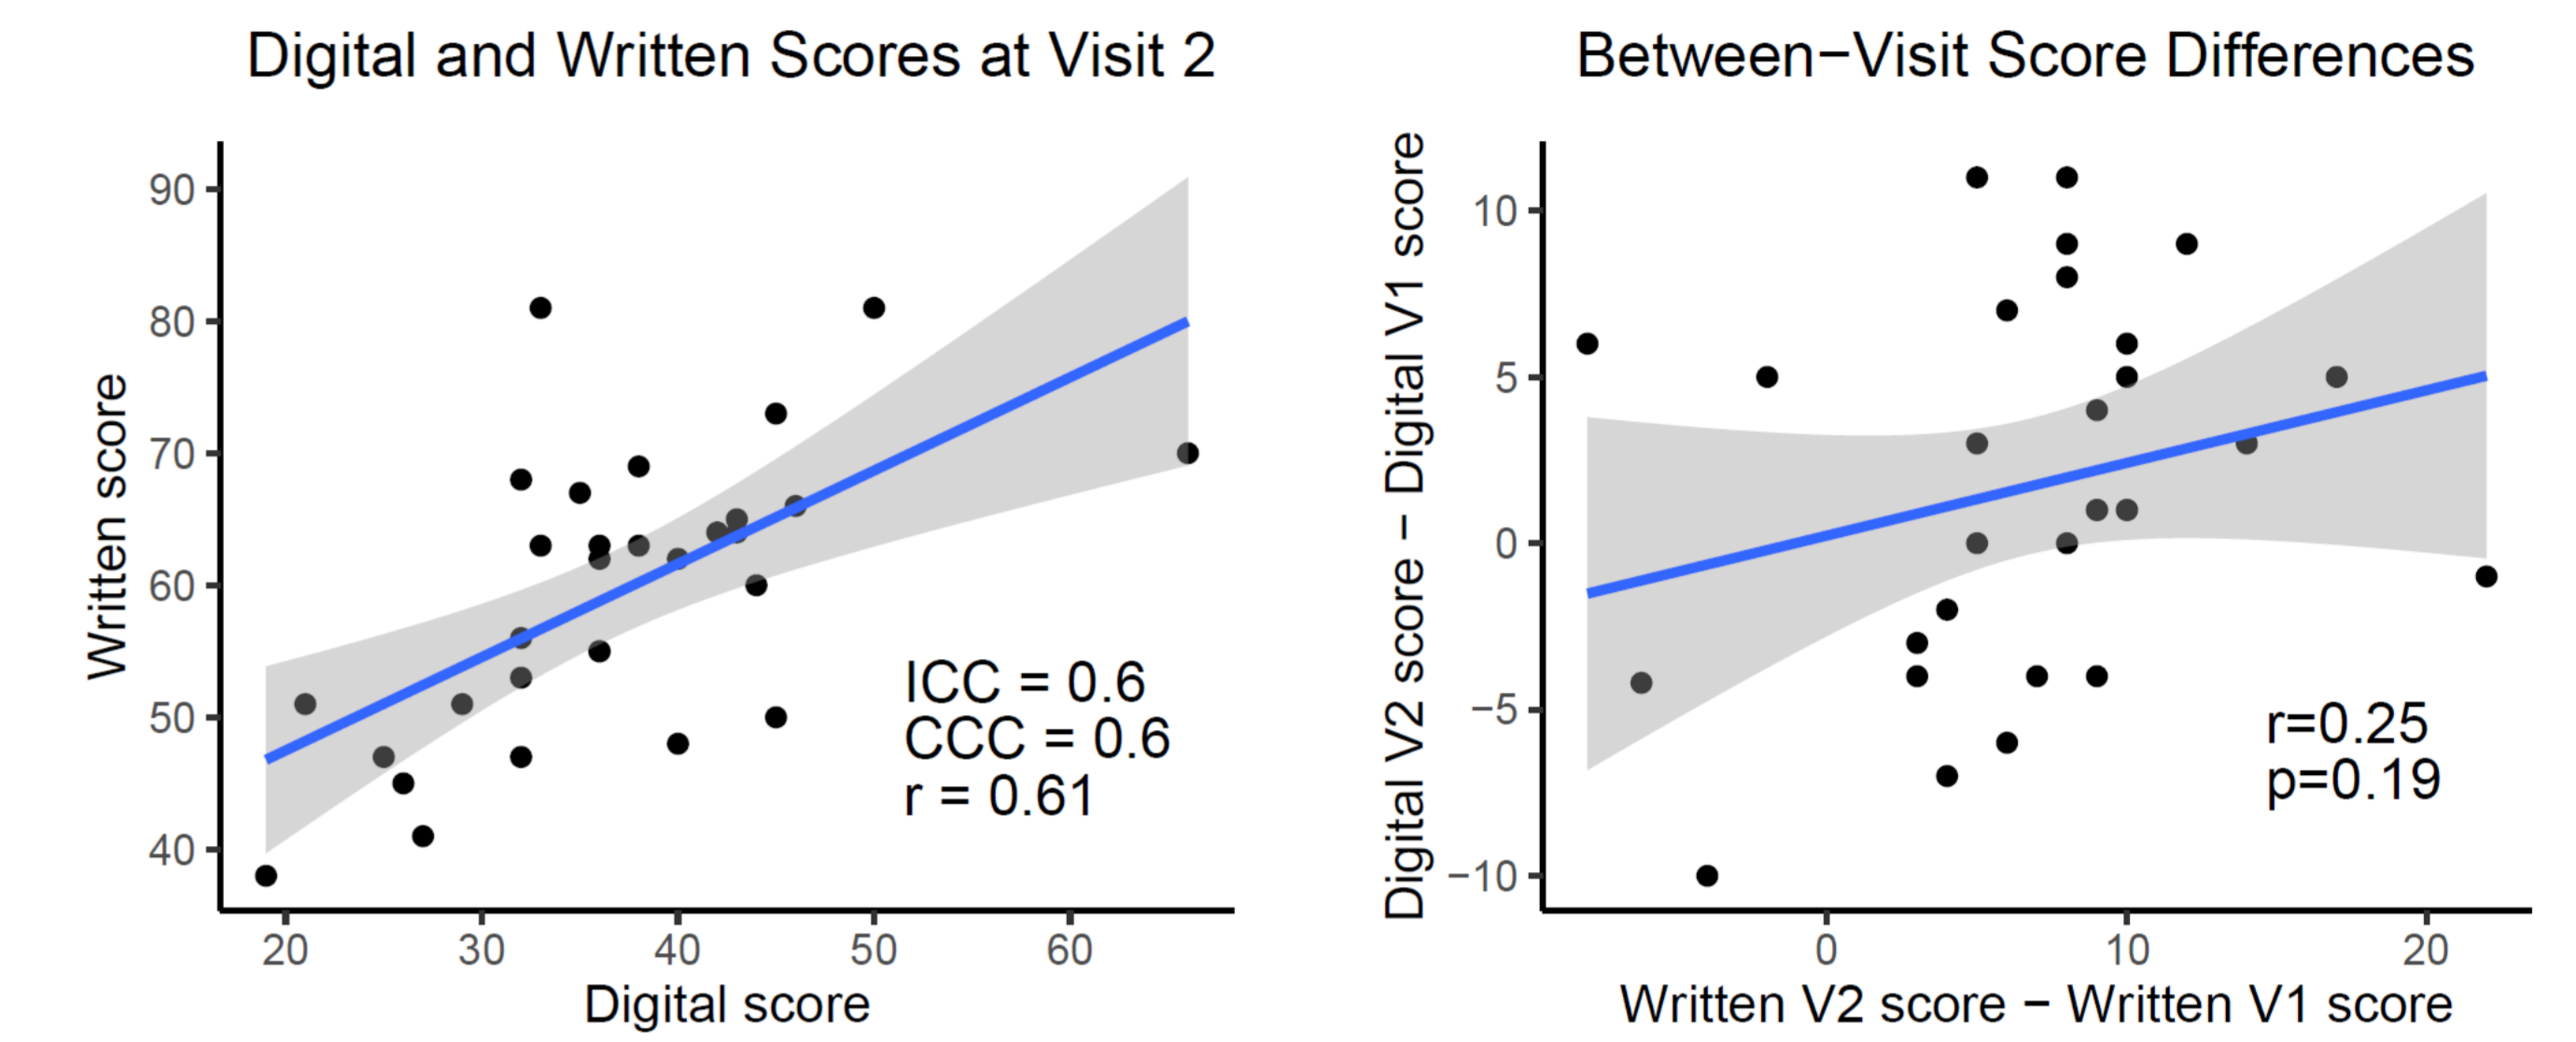 Digital and Written Scores at Visit 2
90
80
70
60
50
40
Written score
20 30 40 50 60
Digital score
ICC = 0.6
CCC = 0.6
r = 0.61
Between−Visit Score Differences
10
5
0
−5
−10
Digital V2 score − Digital V1 score
0 10 20
Written V2 score − Written V1 score
r=0.25
p=0.19